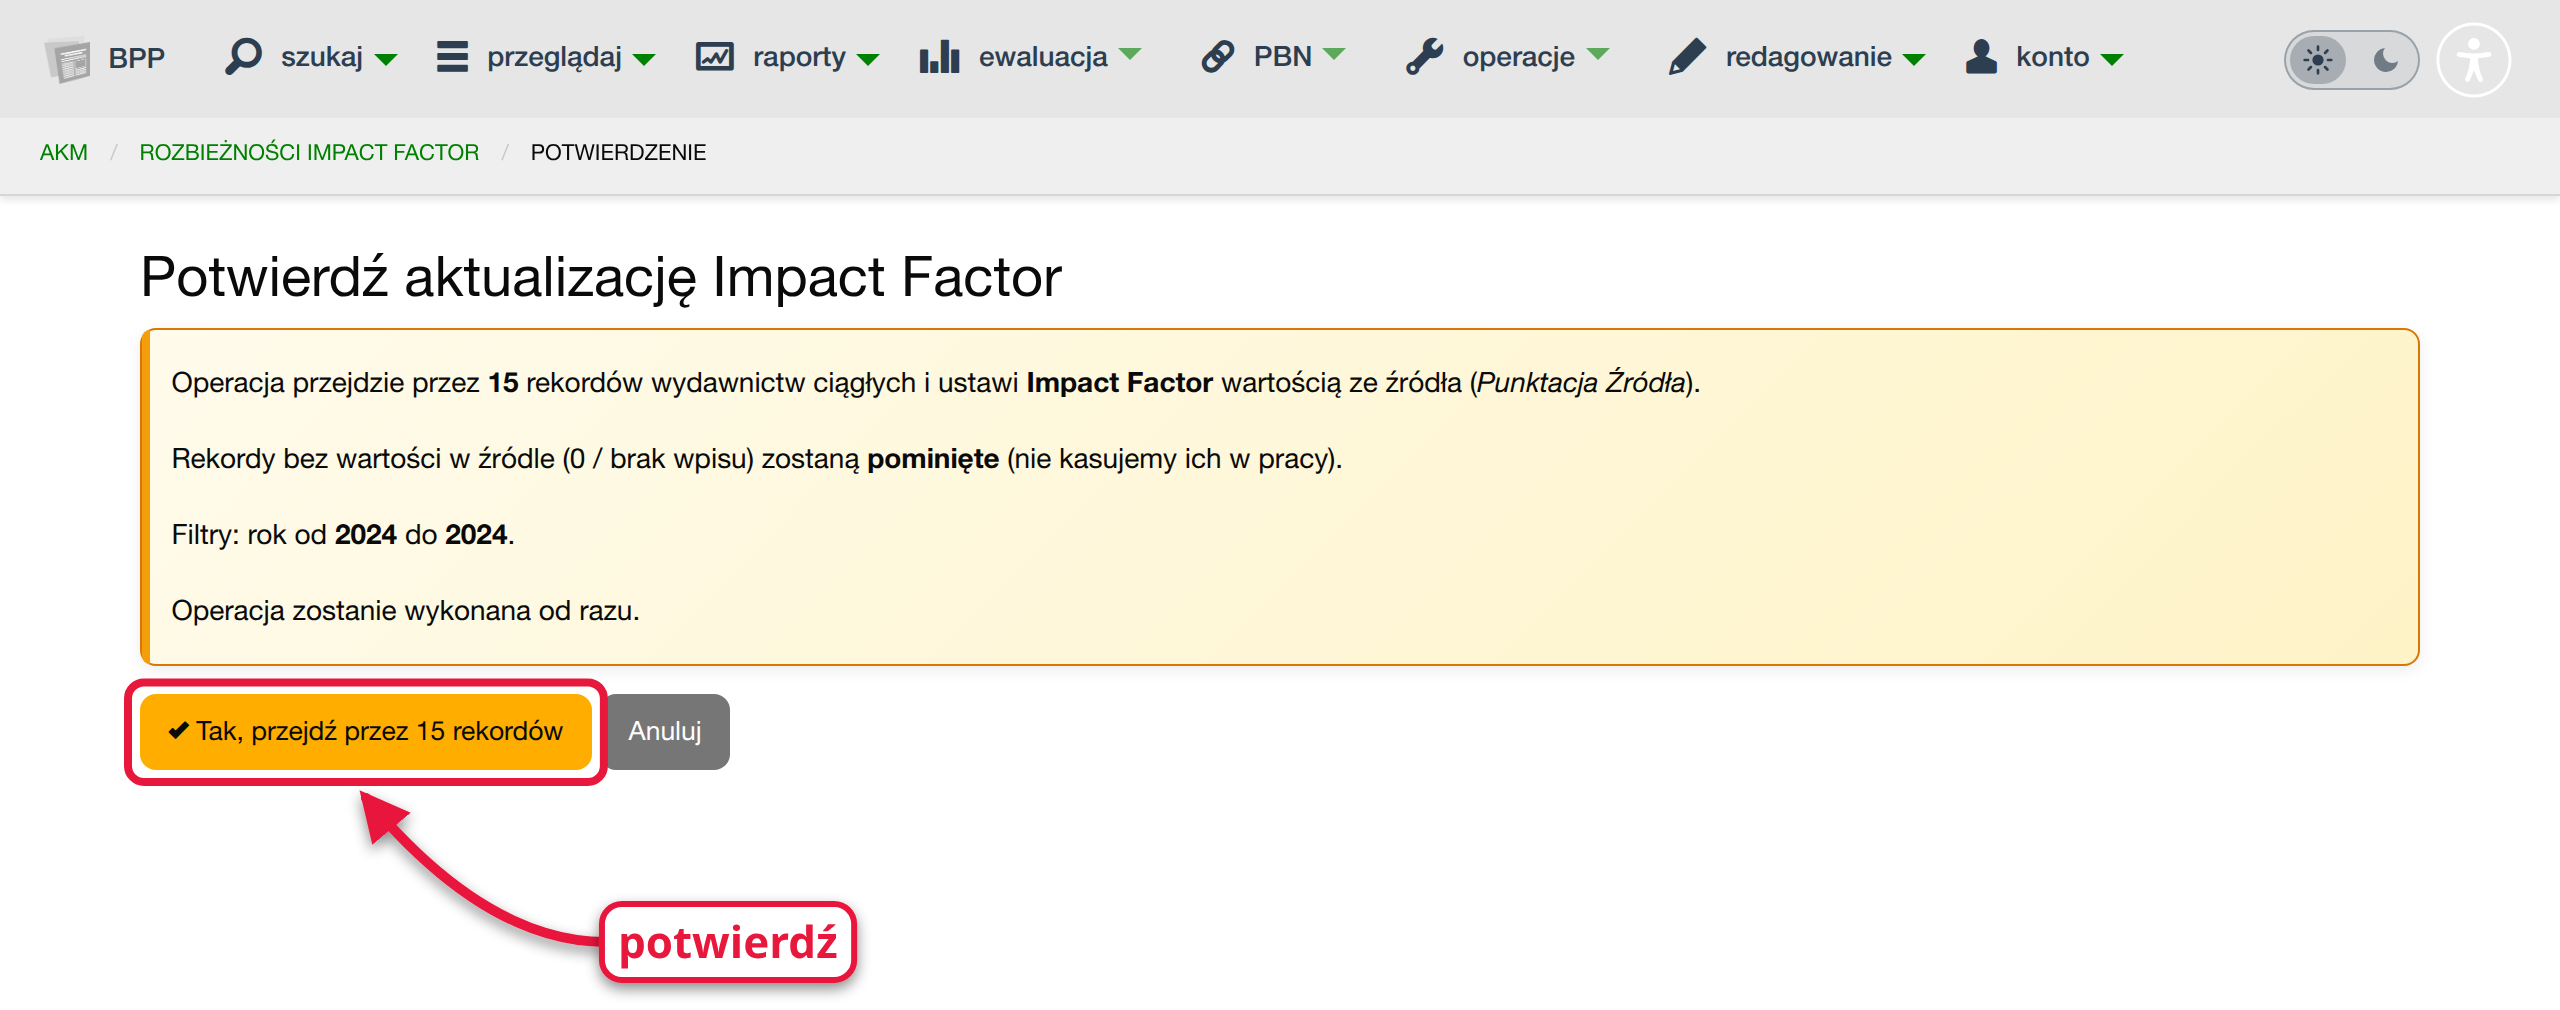 BPP szukaj przeglądaj raporty ewaluacja PBN operacje redagowanie konto
AKM / ROZBIEŻNOŚCI IMPACT FACTOR / POTWIERDZENIE
Potwierdź aktualizację Impact Factor
Operacja przejdzie przez 15 rekordów wydawnictw ciągłych i ustawi Impact Factor wartością ze źródła (Punktacja Źródła).
Rekordy bez wartości w źródle (0 / brak wpisu) zostaną pominięte (nie kasujemy ich w pracy).
Filtry: rok od 2024 do 2024.
Operacja zostanie wykonana od razu.
Tak, przejdź przez 15 rekordów Anuluj
potwierdź